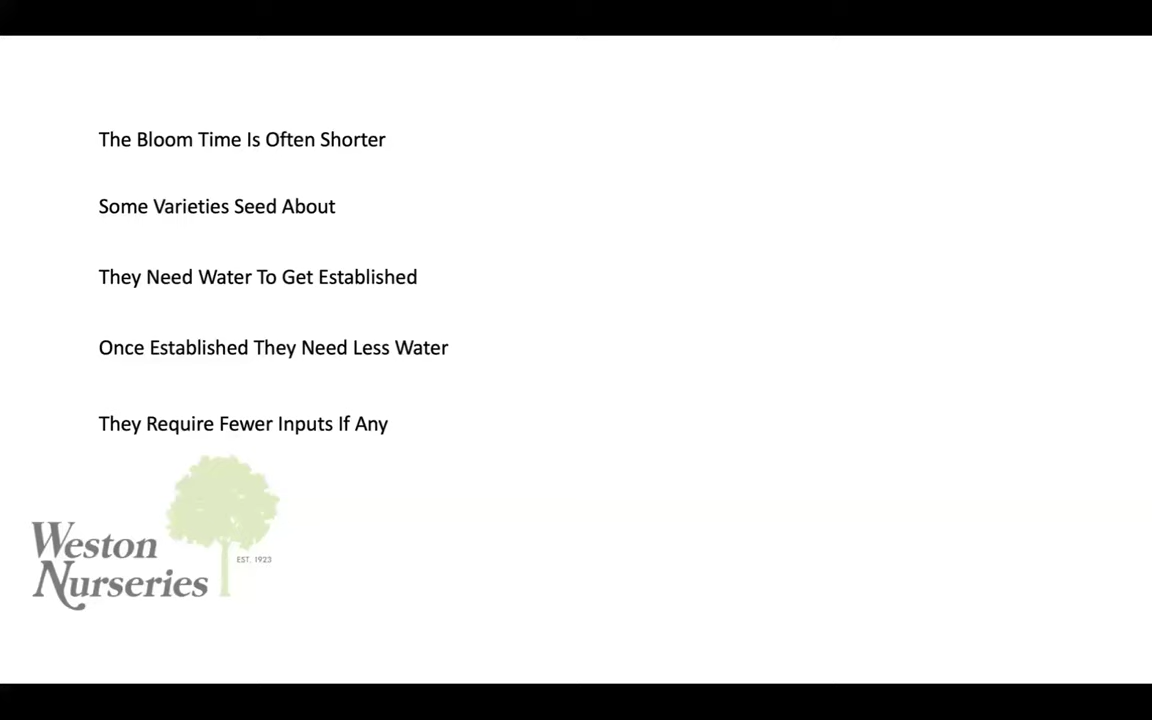 The Bloom Time Is Often Shorter
Some Varieties Seed About
They Need Water To Get Established
Once Established They Need Less Water
They Require Fewer Inputs If Any
Weston
Nurseries
EST. 1923